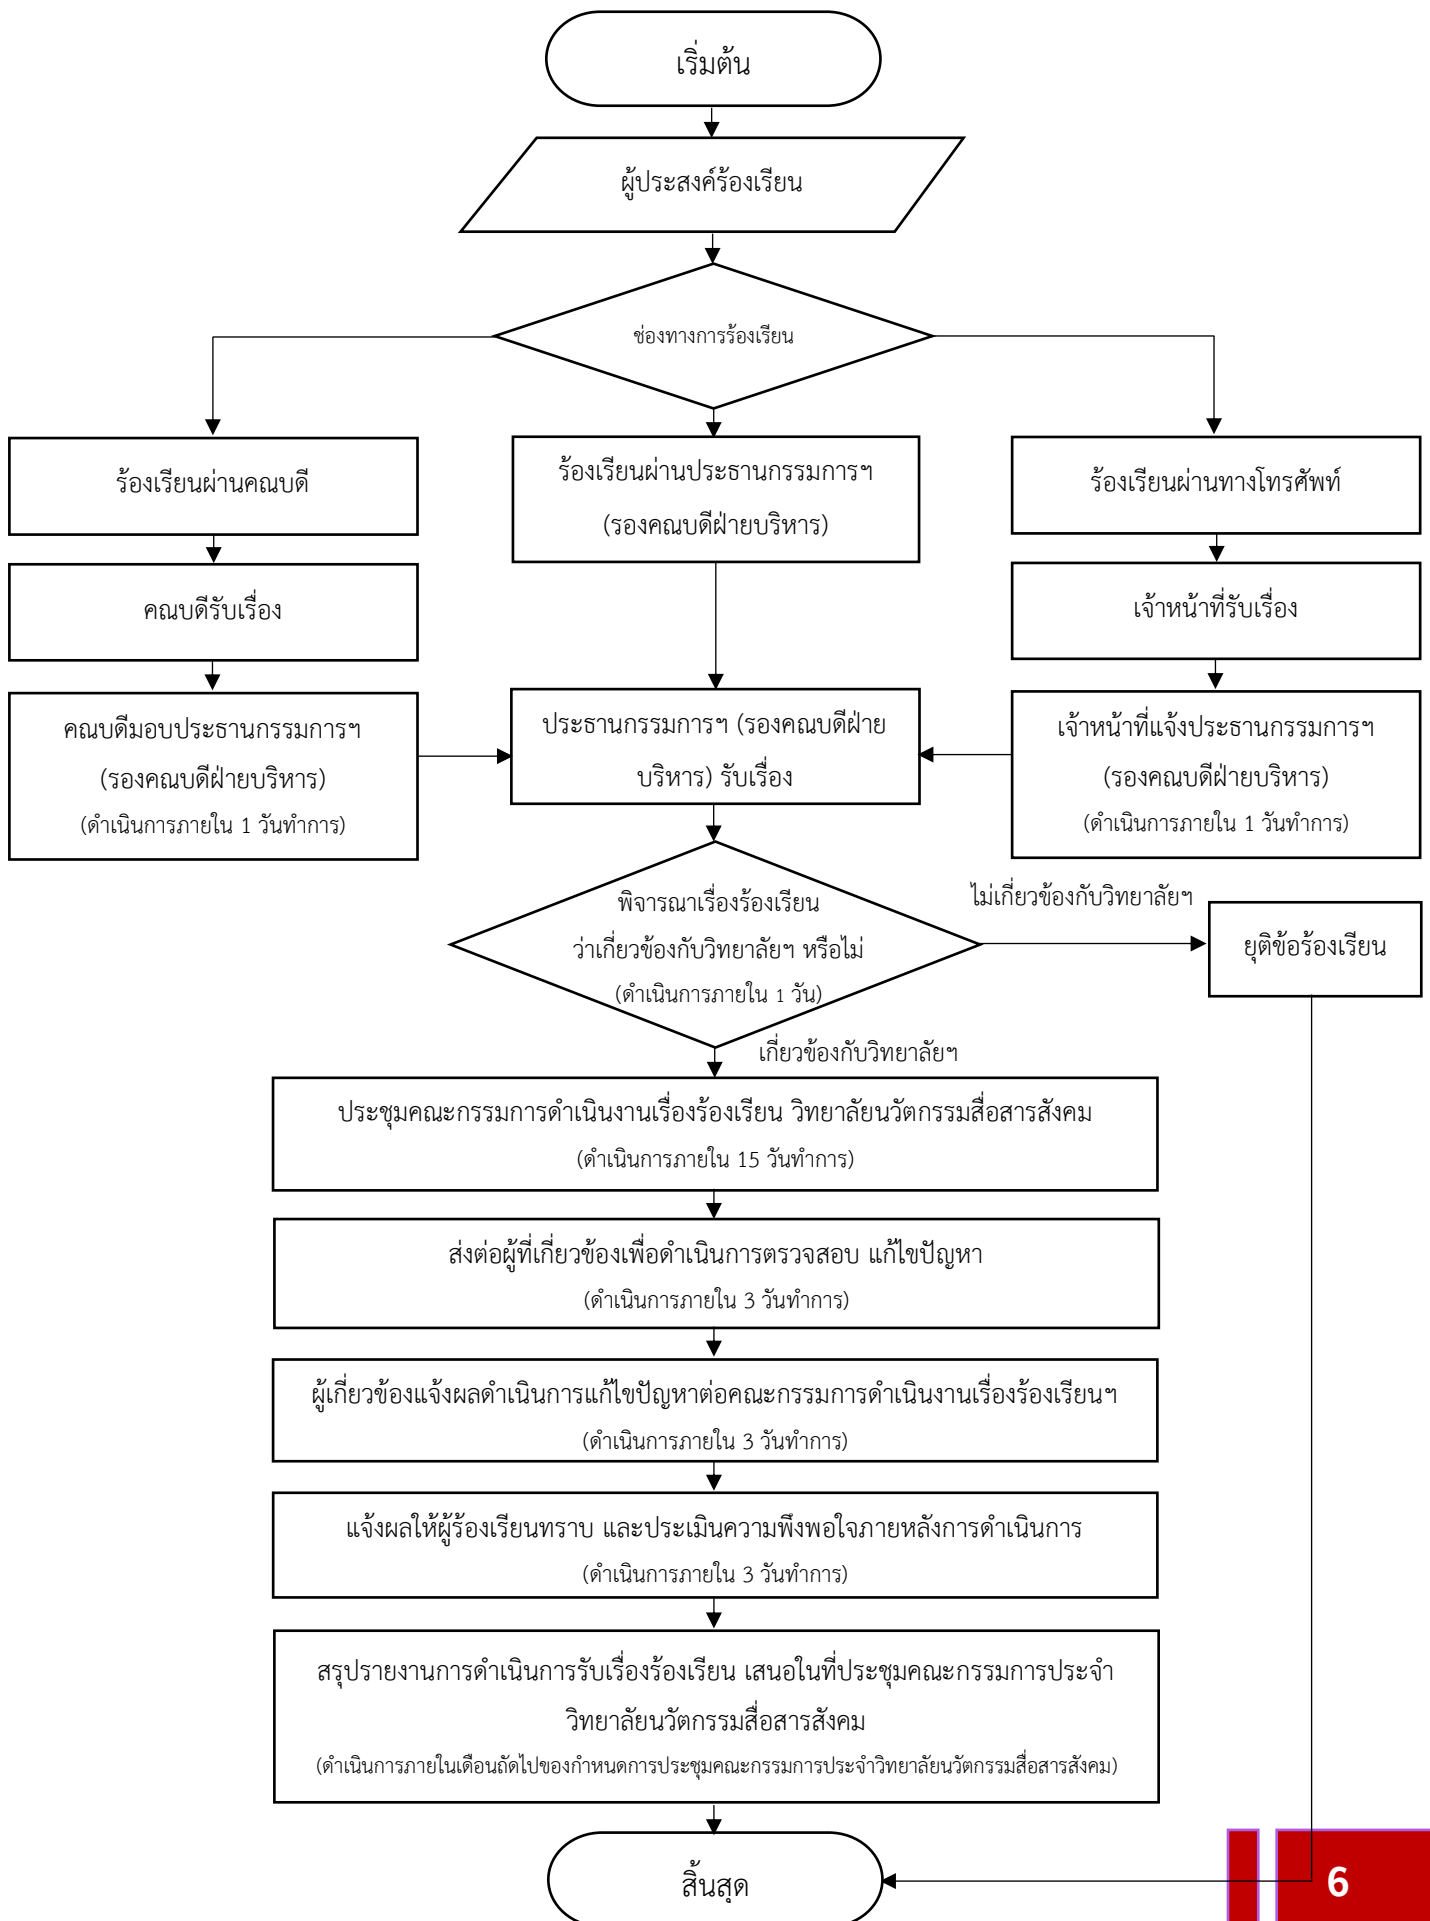 เริ่มต้น
ผู้ประสงค์ร้องเรียน
ช่องทางการร้องเรียน
ร้องเรียนผ่านคณบดี
ร้องเรียนผ่านประธานกรรมการฯ
(รองคณบดีฝ่ายบริหาร)
ร้องเรียนผ่านทางโทรศัพท์
คณบดีรับเรื่อง
เจ้าหน้าที่รับเรื่อง
คณบดีมอบประธานกรรมการฯ
(รองคณบดีฝ่ายบริหาร)
(ดำเนินการภายใน 1 วันทำการ)
ประธานกรรมการฯ (รองคณบดีฝ่าย
บริหาร) รับเรื่อง
เจ้าหน้าที่แจ้งประธานกรรมการฯ
(รองคณบดีฝ่ายบริหาร)
(ดำเนินการภายใน 1 วันทำการ)
พิจารณาเรื่องร้องเรียน
ว่าเกี่ยวข้องกับวิทยาลัยฯ หรือไม่
(ดำเนินการภายใน 1 วัน)
ไม่เกี่ยวข้องกับวิทยาลัยฯ
ยุติข้อร้องเรียน
เกี่ยวข้องกับวิทยาลัยฯ
ประชุมคณะกรรมการดำเนินงานเรื่องร้องเรียน วิทยาลัยนวัตกรรมสื่อสารสังคม
(ดำเนินการภายใน 15 วันทำการ)
ส่งต่อผู้ที่เกี่ยวข้องเพื่อดำเนินการตรวจสอบ แก้ไขปัญหา
(ดำเนินการภายใน 3 วันทำการ)
ผู้เกี่ยวข้องแจ้งผลดำเนินการแก้ไขปัญหาต่อคณะกรรมการดำเนินงานเรื่องร้องเรียนฯ
(ดำเนินการภายใน 3 วันทำการ)
แจ้งผลให้ผู้ร้องเรียนทราบ และประเมินความพึงพอใจภายหลังการดำเนินการ
(ดำเนินการภายใน 3 วันทำการ)
สรุปรายงานการดำเนินการรับเรื่องร้องเรียน เสนอในที่ประชุมคณะกรรมการประจำ
วิทยาลัยนวัตกรรมสื่อสารสังคม
(ดำเนินการภายในเดือนถัดไปของกำหนดการประชุมคณะกรรมการประจำวิทยาลัยนวัตกรรมสื่อสารสังคม)
สิ้นสุด
6